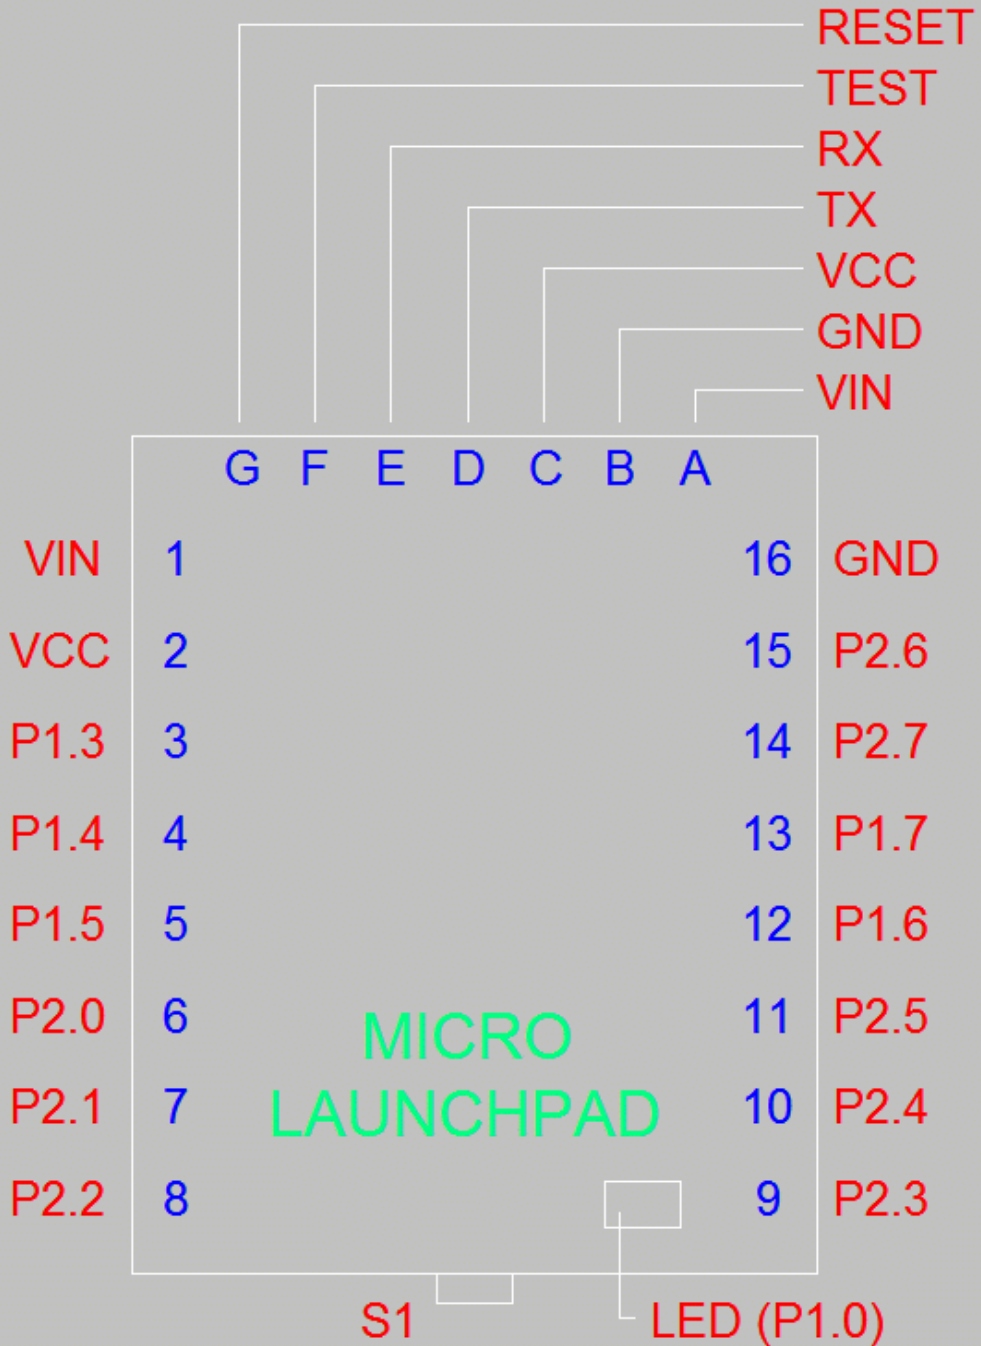 RESET
TEST
RX
TX
VCC
GND
VIN
G F E D C B A
VIN 1 16 GND
VCC 2 15 P2.6
P1.3 3 14 P2.7
P1.4 4 13 P1.7
P1.5 5 12 P1.6
P2.0 6 11 P2.5
MICRO
P2.1 7 10 P2.4
LAUNCHPAD
P2.2 8 9 P2.3
S1 LED (P1.0)